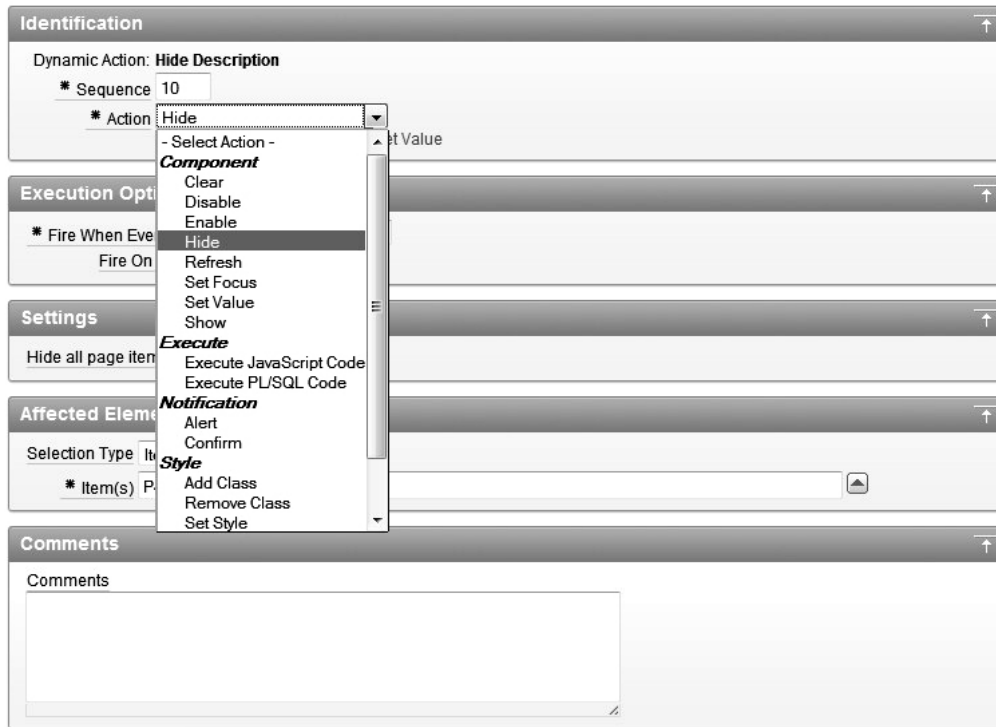 Identification
Dynamic Action: Hide Description
* Sequence 10
* Action Hide
- Select Action -
et Value
Component
Clear
Disable
Enable
Hide
Refresh
Set Focus
Set Value
Show
Execute
Execute JavaScript Code
Execute PL/SQL Code
Notification
Alert
Confirm
Style
Add Class
Remove Class
Set Style
Execution Opti
* Fire When Eve
Fire On
Settings
Hide all page item
Affected Eleme
Selection Type Ite
* Item(s) P
Comments
Comments